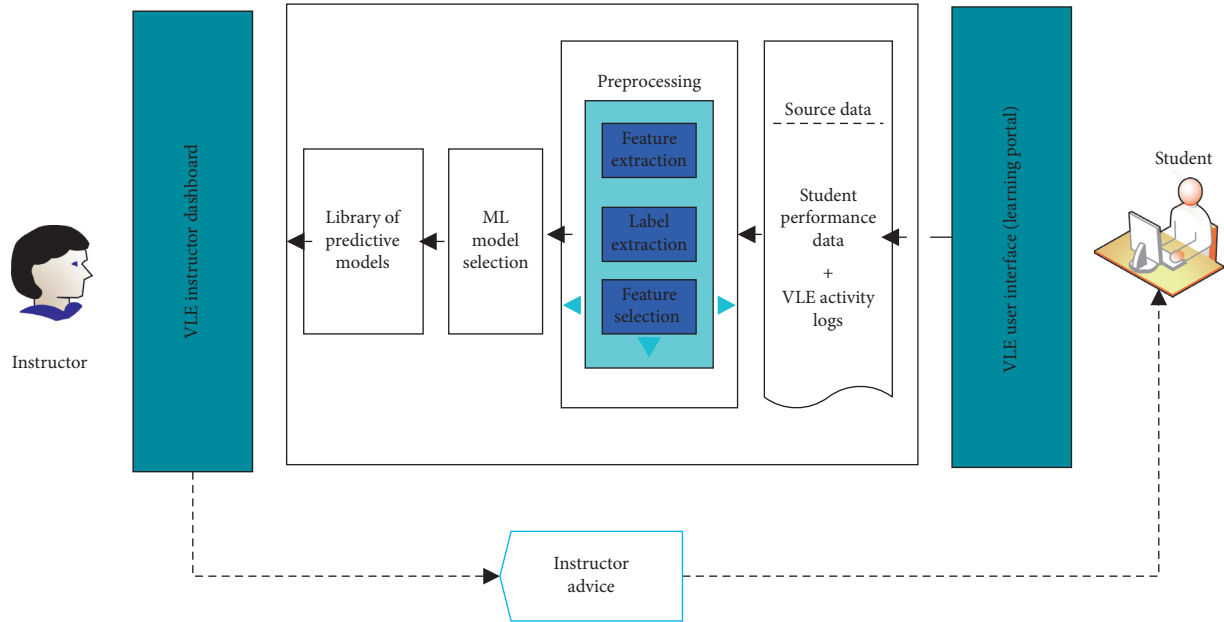 Instructor
VLE instructor dashboard
Library of
predictive
models
ML
model
selection
Preprocessing
Feature
extraction
Label
extraction
Feature
selection
Source data
Student
performance
data
+
VLE activity
logs
VLE user interface (learning portal)
Student
Instructor
advice